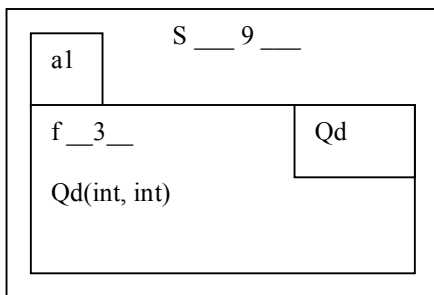 S ___ 9 ___
a1
f __3__
Qd
Qd(int, int)